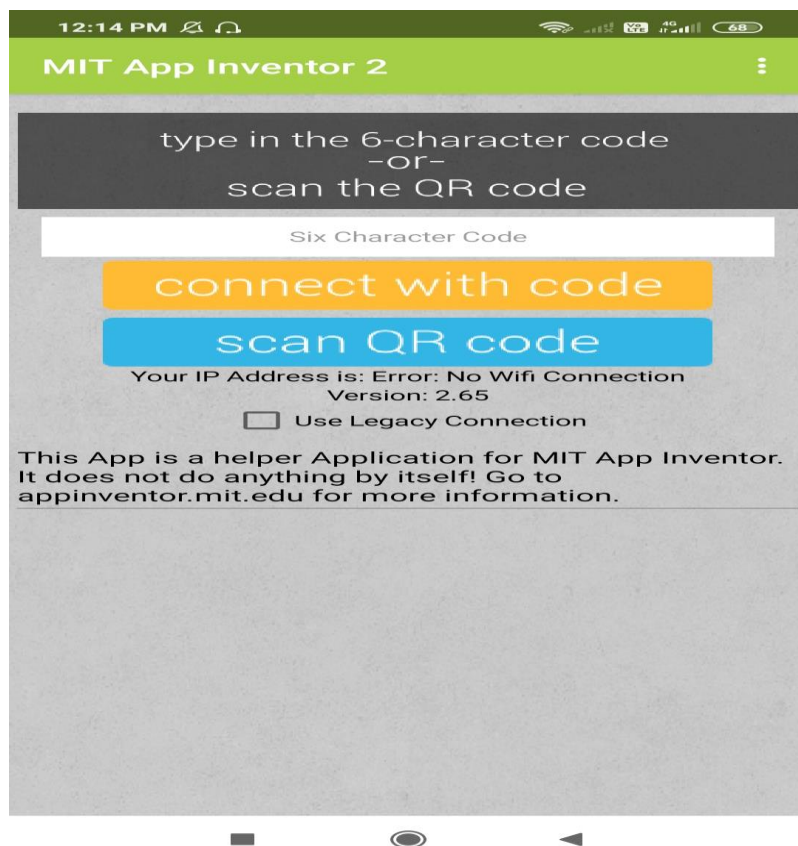 12:14 PM
Vo LTE 4G 68
MIT App Inventor 2
type in the 6-character code
-or-
scan the QR code
Six Character Code
connect with code
scan QR code
Your IP Address is: Error: No Wifi Connection
Version: 2.65
Use Legacy Connection
This App is a helper Application for MIT App Inventor.
It does not do anything by itself! Go to
appinventor.mit.edu for more information.